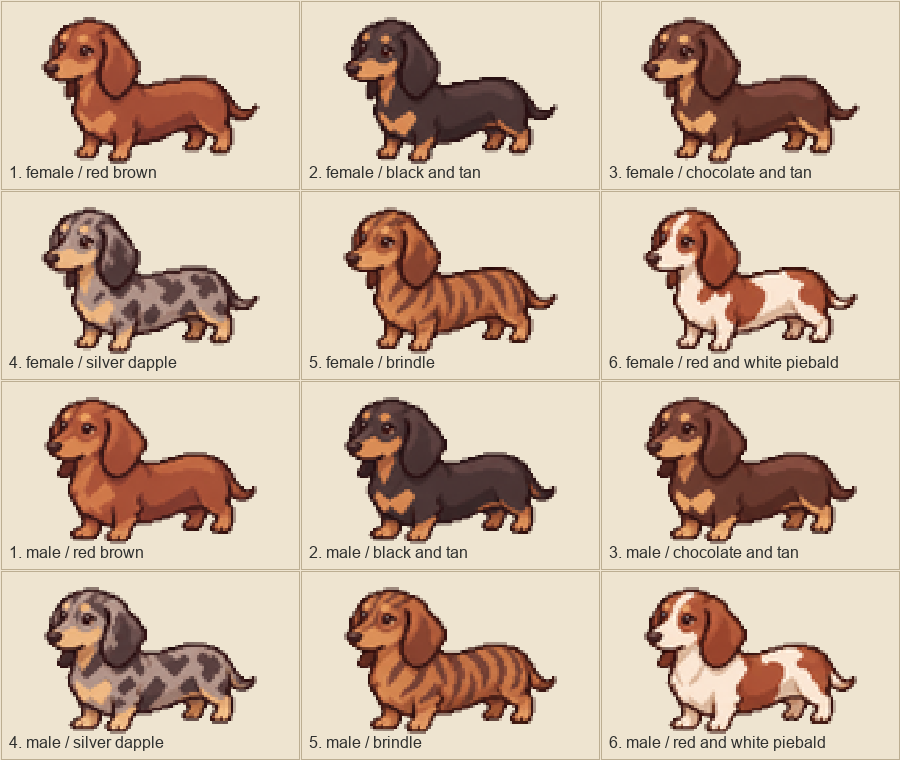 1. female / red brown
2. female / black and tan
3. female / chocolate and tan
4. female / silver dapple
5. female / brindle
6. female / red and white piebald
1. male / red brown
2. male / black and tan
3. male / chocolate and tan
4. male / silver dapple
5. male / brindle
6. male / red and white piebald